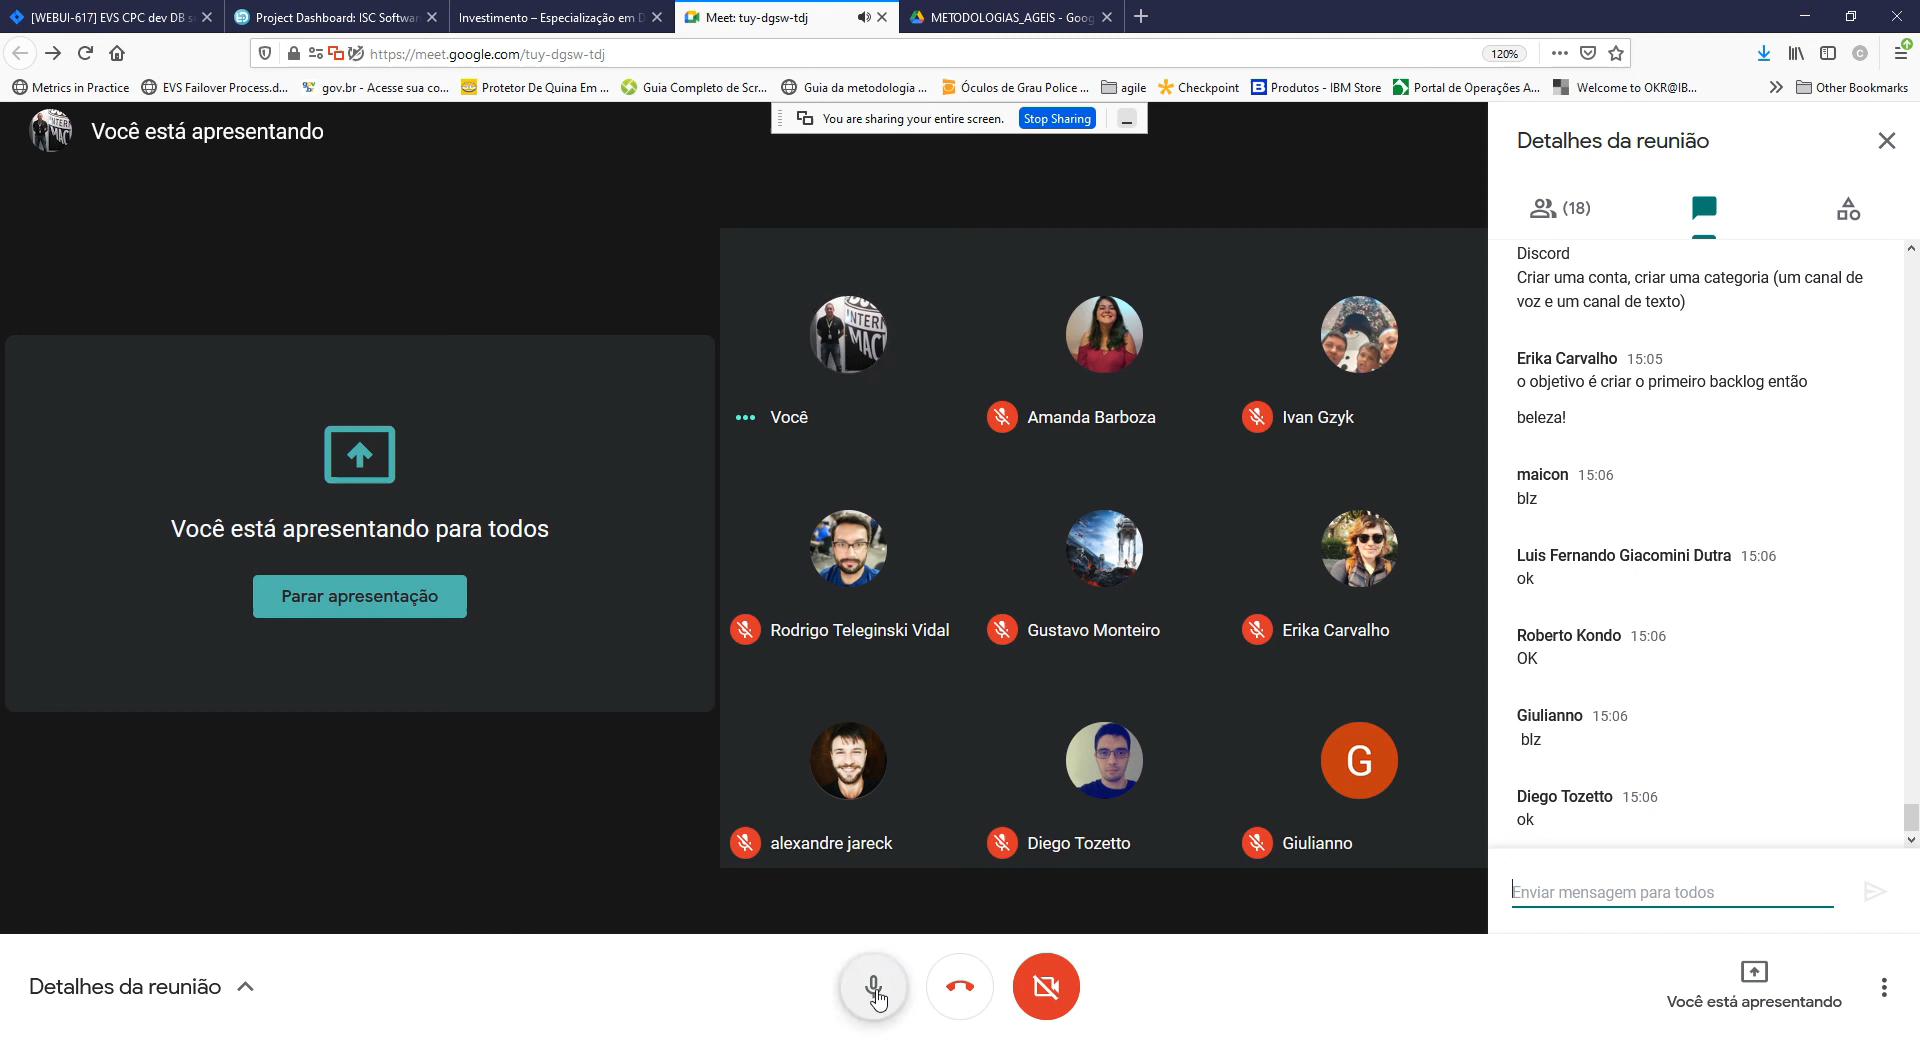 [WEBUI-617] EVS CPC dev DB s
Project Dashboard: ISC Softwar
Investimento – Especialização em D
Meet: tuy-dgsw-tdj
METODOLOGIAS_AGEIS - Goog
https://meet.google.com/tuy-dgsw-tdj
120%
Metrics in Practice
EVS Failover Process.d...
gov.br - Acesse sua co...
Protetor De Quina Em ...
Guia Completo de Scr...
Guia da metodologia ...
Óculos de Grau Police ...
agile
Checkpoint
Produtos - IBM Store
Portal de Operações A...
Welcome to OKR@IB...
Other Bookmarks
You are sharing your entire screen.
Stop Sharing
Você está apresentando
Você está apresentando para todos
Parar apresentação
Você
Amanda Barboza
Ivan Gzyk
Rodrigo Teleginski Vidal
Gustavo Monteiro
Erika Carvalho
G
alexandre jareck
Diego Tozetto
Giulianno
Detalhes da reunião
(18)
Discord
Criar uma conta, criar uma categoria (um canal de
voz e um canal de texto)
Erika Carvalho 15:05
o objetivo é criar o primeiro backlog então
beleza!
maicon 15:06
blz
Luis Fernando Giacomini Dutra 15:06
ok
Roberto Kondo 15:06
OK
Giulianno 15:06
blz
Diego Tozetto 15:06
ok
Enviar mensagem para todos
Detalhes da reunião
Você está apresentando